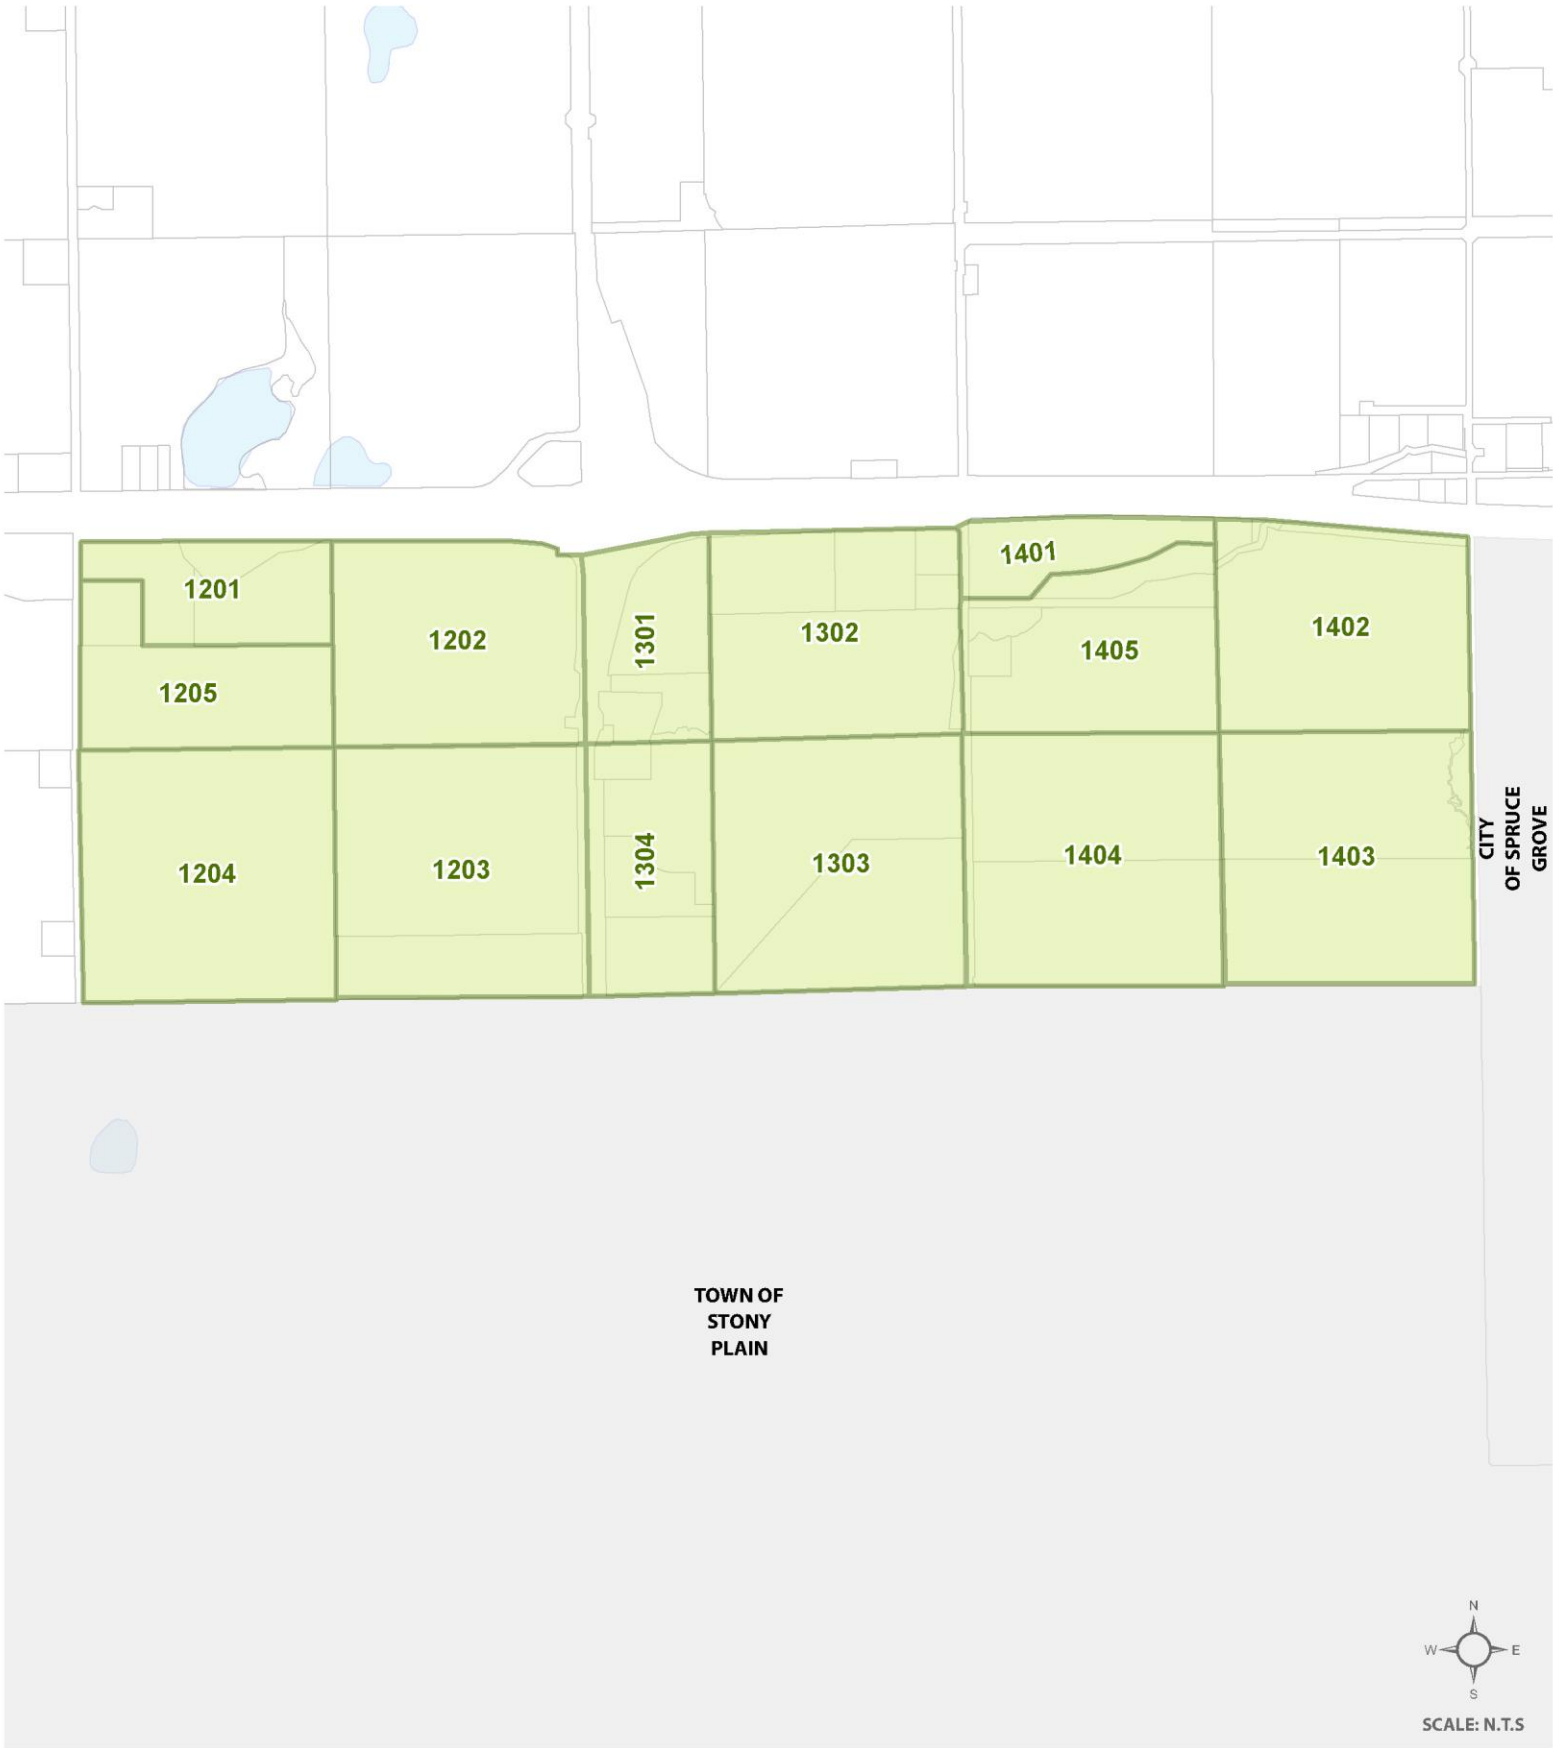 1401
1201
1202
1301
1302
1405
1402
1205
1204
1203
1304
1303
1404
1403
CITY
OF SPRUCE
GROVE
TOWN OF
STONY
PLAIN
N
W
E
S
SCALE: N.T.S